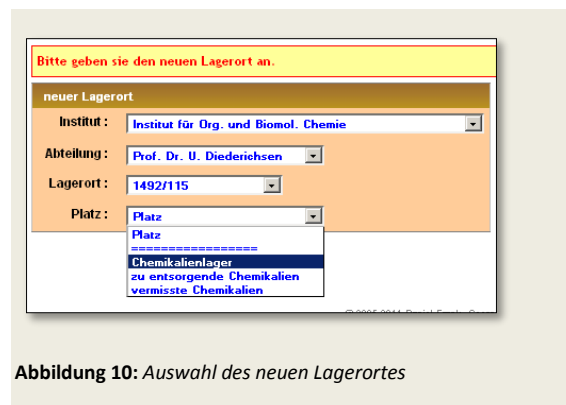 Bitte geben sie den neuen Lagerort an.
neuer Lagerort
Institut : Institut für Org. und Biomol. Chemie
Abteilung : Prof. Dr. U. Diederichsen
Lagerort : 1492/115
Platz : Platz
Platz
=================
Chemikalienlager
zu entsorgende Chemikalien
vermisste Chemikalien
Abbildung 10: Auswahl des neuen Lagerortes